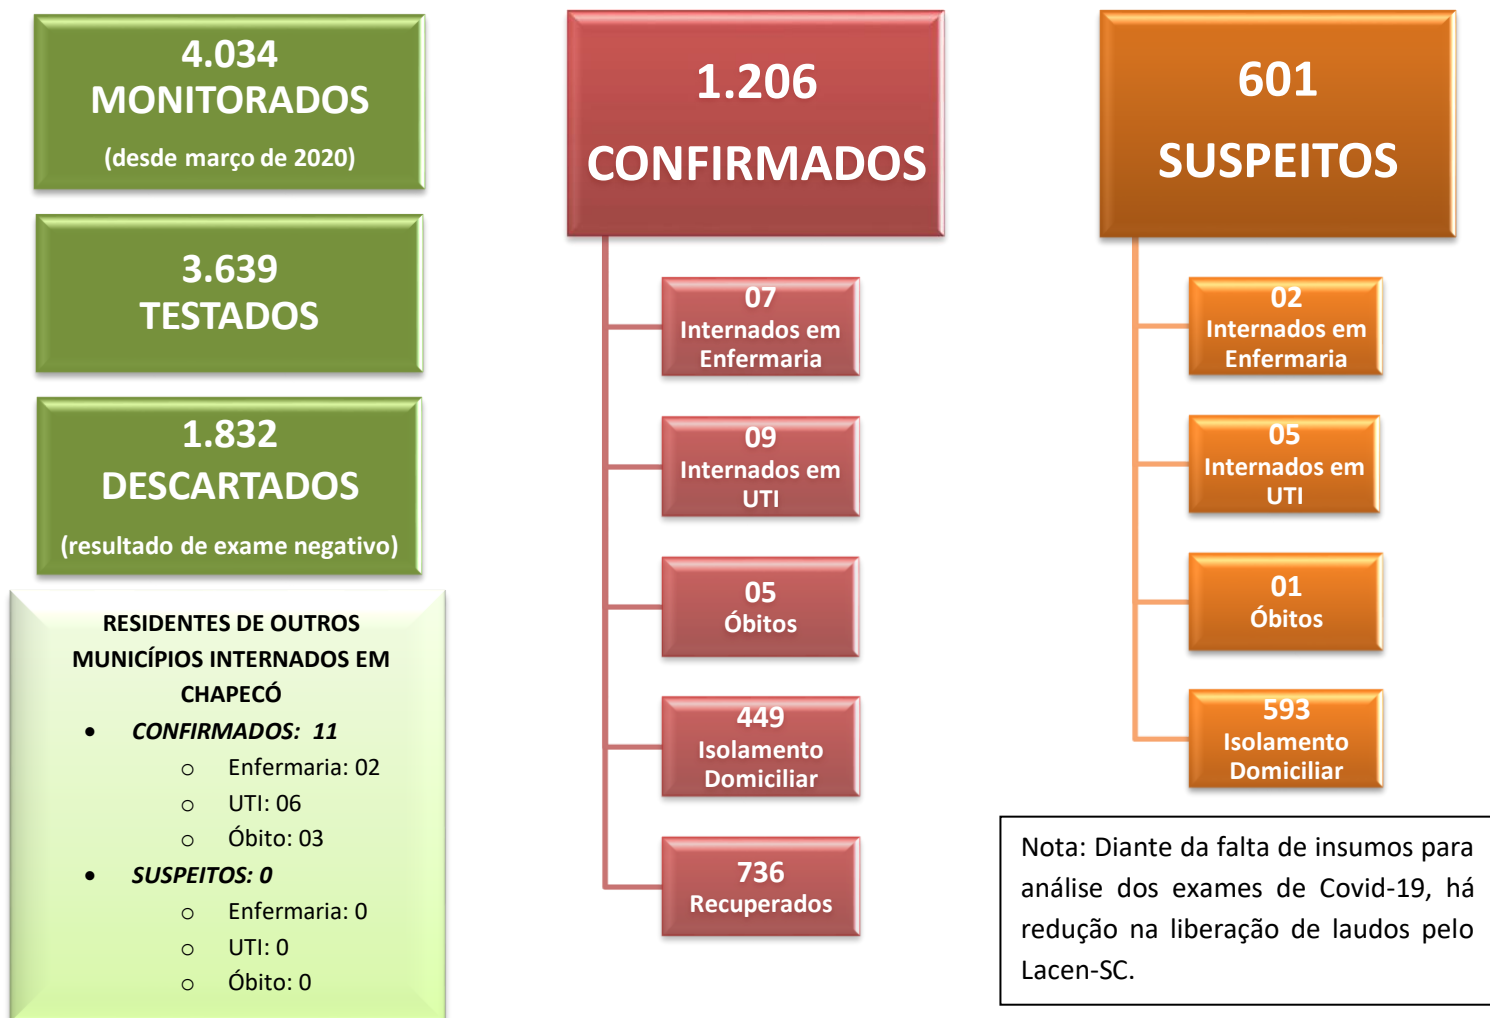 4.034
MONITORADOS
(desde março de 2020)
3.639
TESTADOS
1.832
DESCARTADOS
(resultado de exame negativo)
RESIDENTES DE OUTROS
MUNICÍPIOS INTERNADOS EM
CHAPECÓ
• CONFIRMADOS: 11
o Enfermaria: 02
o UTI: 06
o Óbito: 03
• SUSPEITOS: 0
o Enfermaria: 0
o UTI: 0
o Óbito: 0
1.206
CONFIRMADOS
07
Internados em
Enfermaria
09
Internados em
UTI
05
Óbitos
449
Isolamento
Domiciliar
736
Recuperados
601
SUSPEITOS
02
Internados em
Enfermaria
05
Internados em
UTI
01
Óbitos
593
Isolamento
Domiciliar
Nota: Diante da falta de insumos para
análise dos exames de Covid-19, há
redução na liberação de laudos pelo
Lacen-SC.